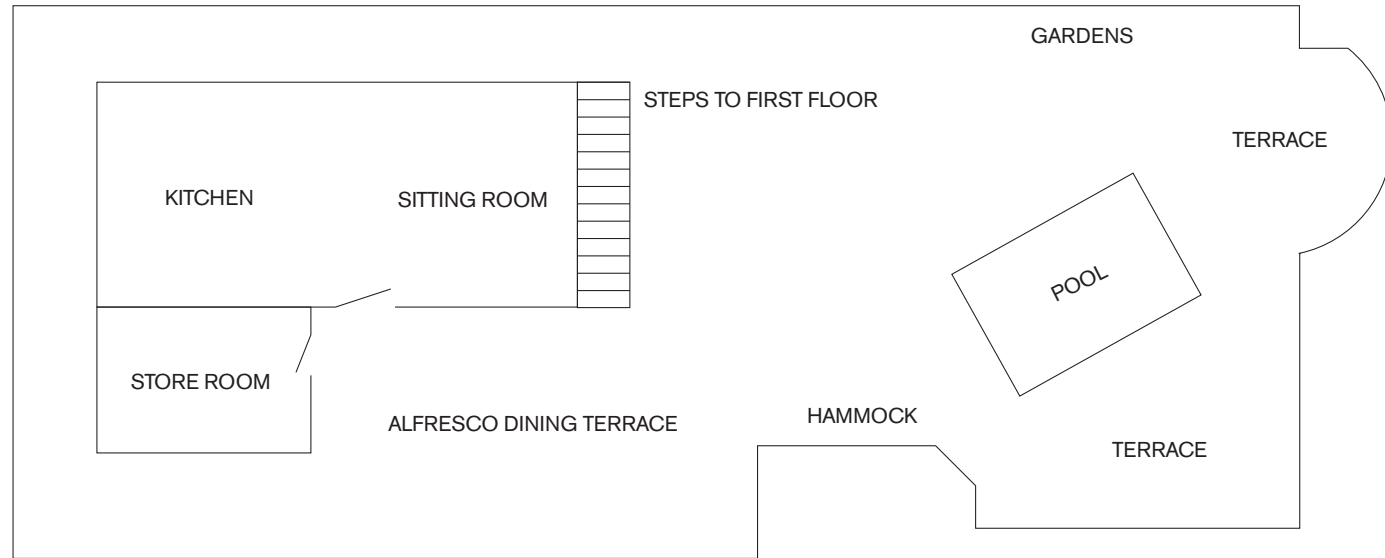 GARDENS
STEPS TO FIRST FLOOR
TERRACE
KITCHEN
SITTING ROOM
POOL
STORE ROOM
ALFRESCO DINING TERRACE
HAMMOCK
TERRACE